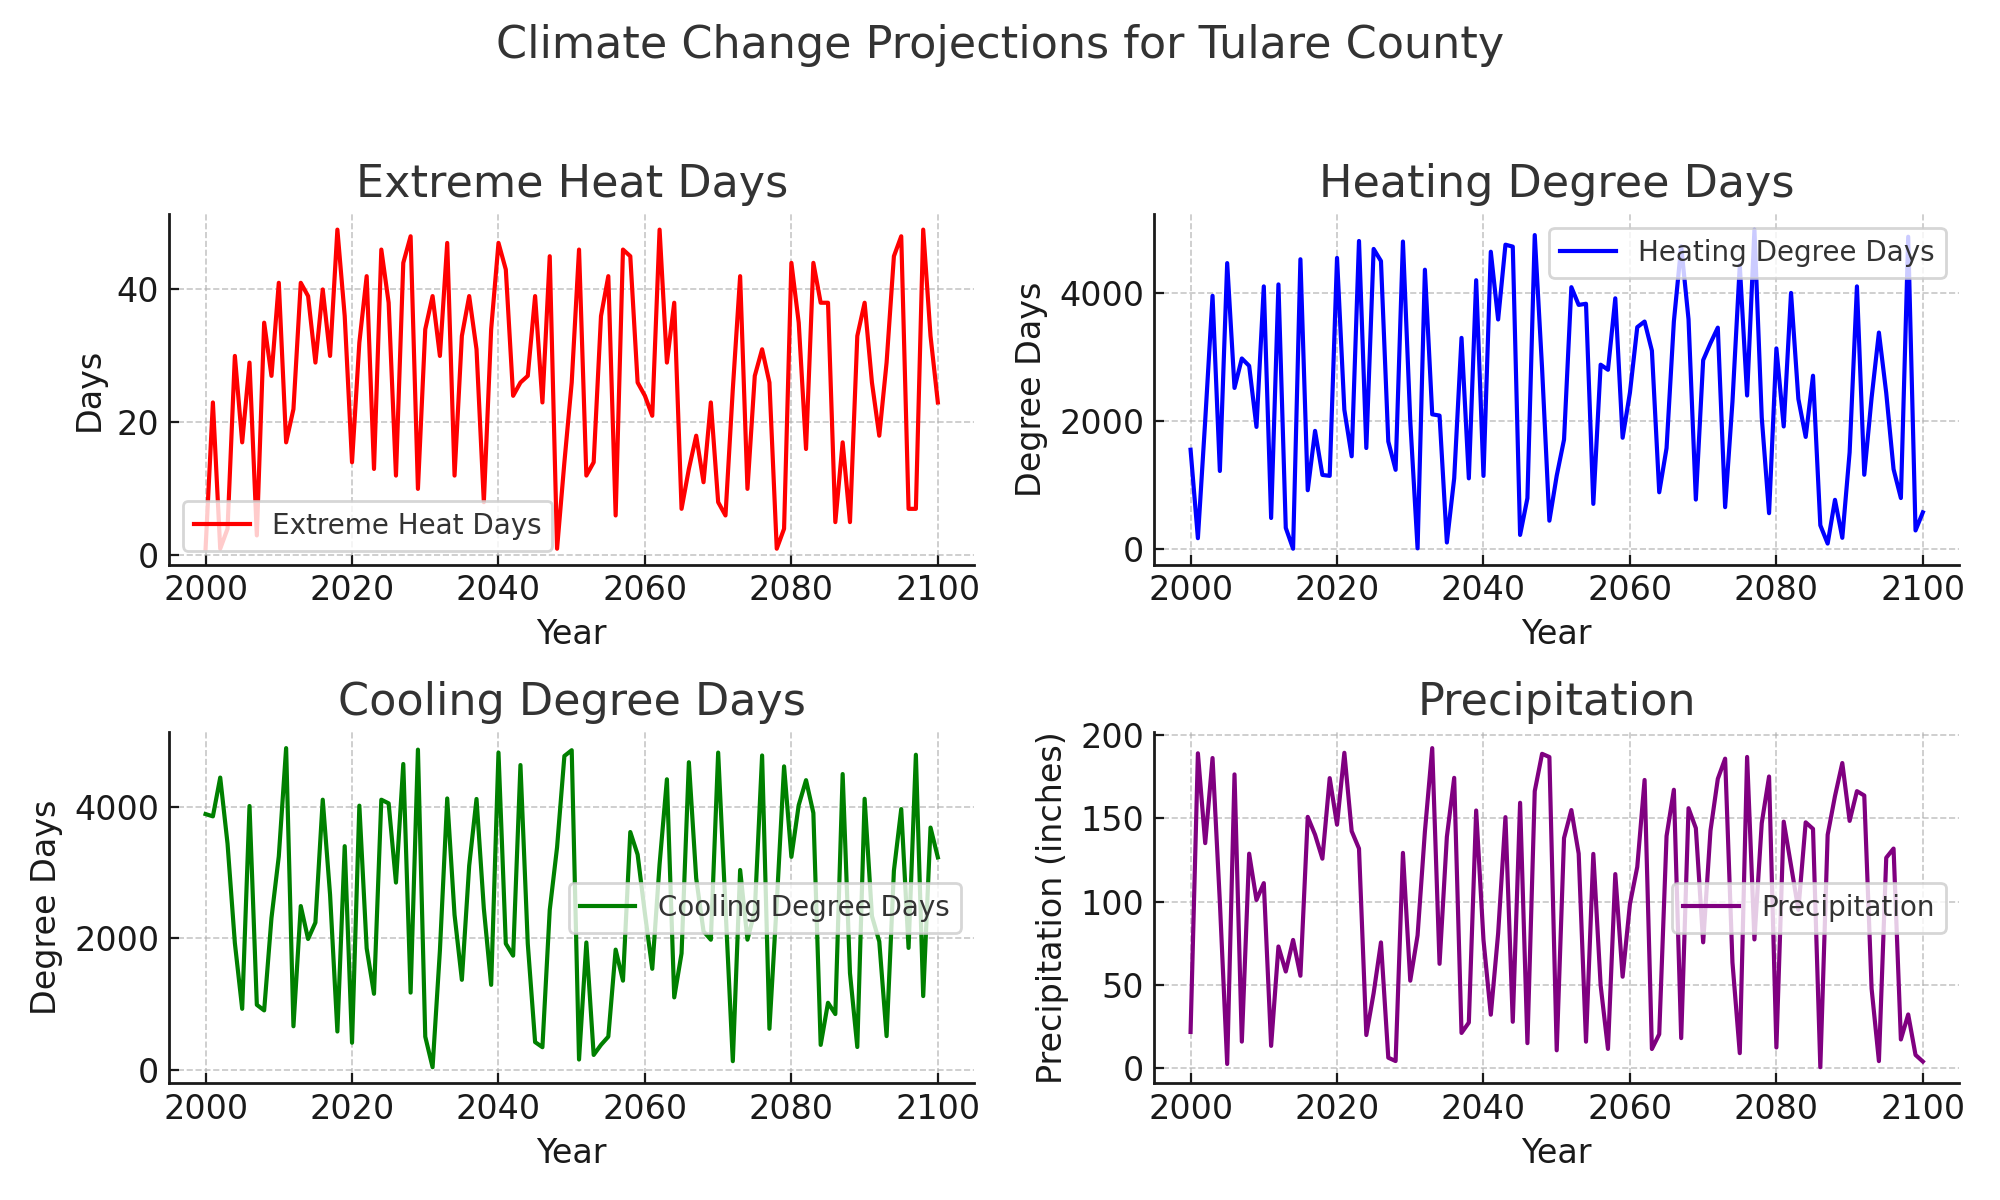 Climate Change Projections for Tulare County
Extreme Heat Days
Days
40
20
0
Extreme Heat Days
2000 2020 2040 2060 2080 2100
Year
Heating Degree Days
Degree Days
4000
2000
0
Heating Degree Days
2000 2020 2040 2060 2080 2100
Year
Cooling Degree Days
Degree Days
4000
2000
0
Cooling Degree Days
2000 2020 2040 2060 2080 2100
Year
Precipitation
Precipitation (inches)
200
150
100
50
0
Precipitation
2000 2020 2040 2060 2080 2100
Year